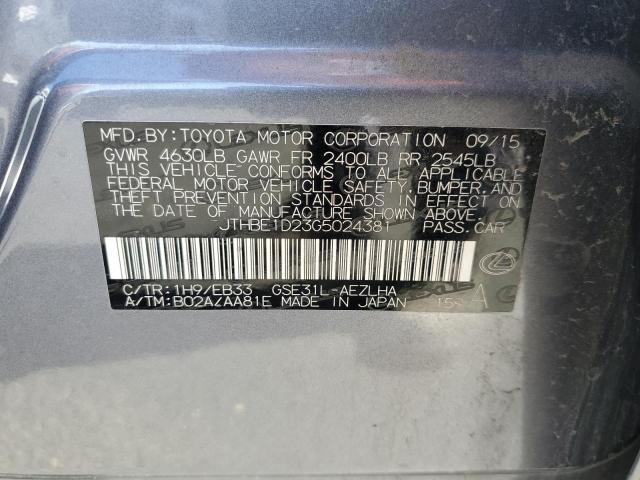 MFD.BY:TOYOTA MOTOR CORPORATION 09/15
GVWR 4630LB GAWR FR 2400LB RR 2545LB
THIS VEHICLE CONFORMS TO ALL APPLICABLE
FEDERAL MOTOR VEHICLE SAFETY, BUMPER, AND
THEFT PREVENTION STANDARDS IN EFFECT ON
THE DATE OF MANUFACTURE SHOWN ABOVE.
JTHBE1D23G5024381 PASS.CAR
C/TR:1H9/EB33 GSE31L-AEZLHA
A/TM:B02A/AA81E MADE IN JAPAN A